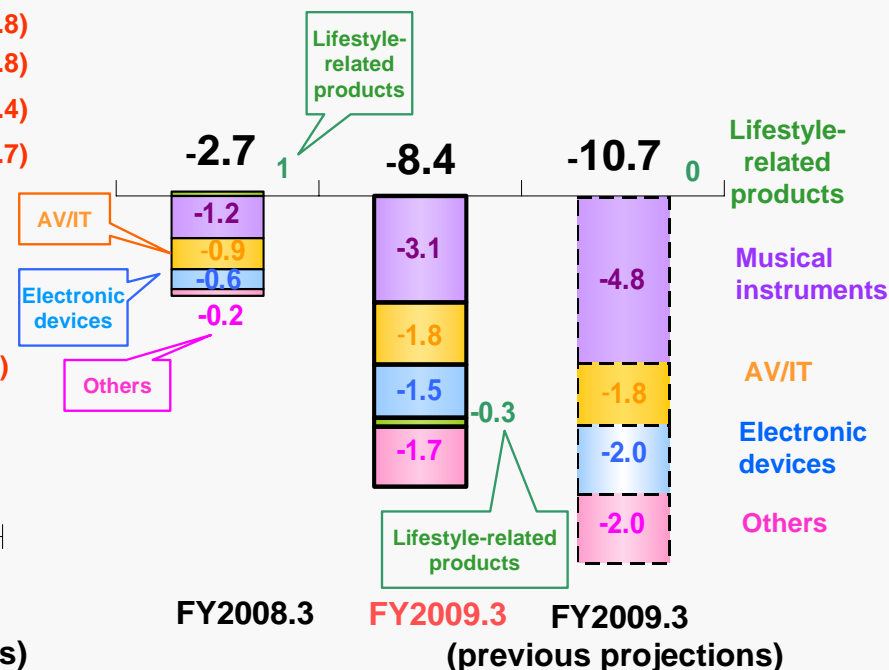 .8)
.8)
.4)
.7)
)
Lifestyle-
related
products
-2.7
1
-8.4
-10.7
0
Lifestyle-
related
products
AV/IT
-1.2
-0.9
-0.6
-0.2
Electronic
devices
Others
-3.1
-1.8
-1.5
-0.3
-1.7
Lifestyle-related
products
-4.8
-1.8
-2.0
-2.0
Musical
instruments
AV/IT
Electronic
devices
Others
FY2008.3
FY2009.3
FY2009.3
(previous projections)
s)